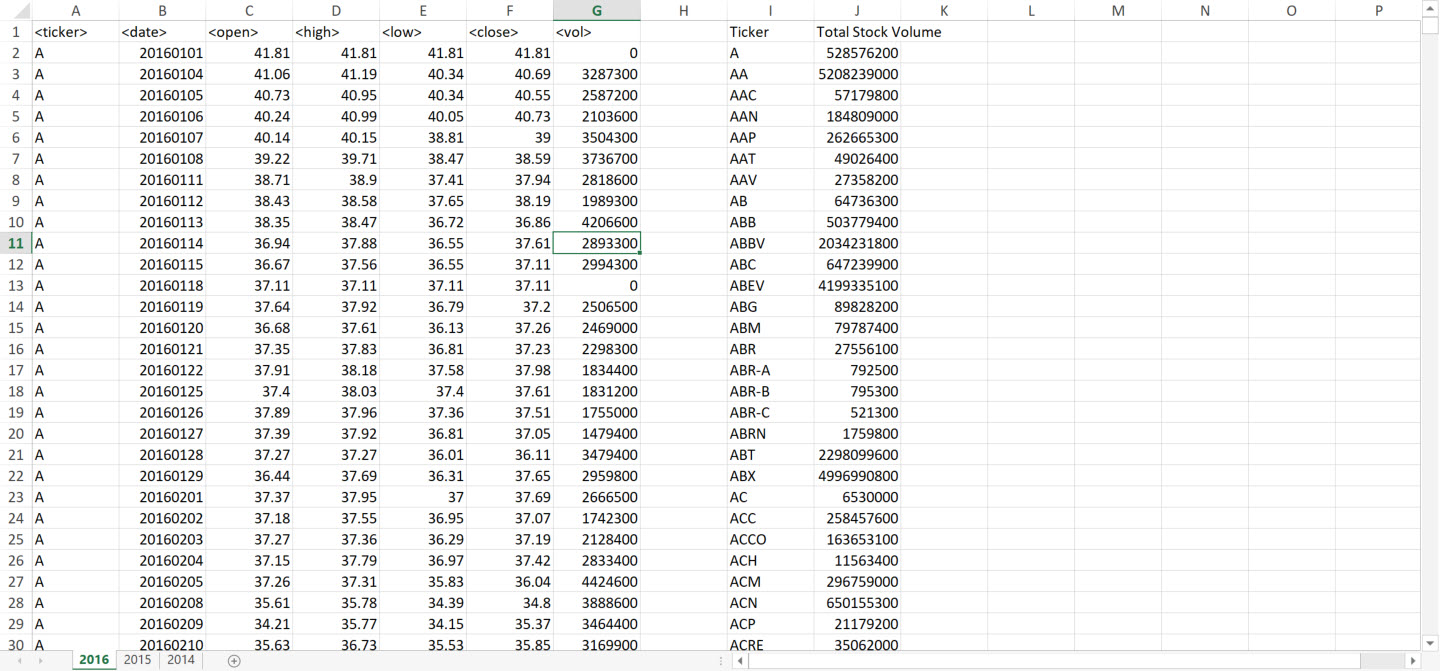 A B C D E F G H I J K L M N O P
1 <ticker> <date> <open> <high> <low> <close> <vol> Ticker Total Stock Volume
2 A 20160101 41.81 41.81 41.81 41.81 0 A 528576200
3 A 20160104 41.06 41.19 40.34 40.69 3287300 AA 5208239000
4 A 20160105 40.73 40.95 40.34 40.55 2587200 AAC 57179800
5 A 20160106 40.24 40.99 40.05 40.73 2103600 AAN 184809000
6 A 20160107 40.14 40.15 38.81 39 3504300 AAP 262665300
7 A 20160108 39.22 39.71 38.47 38.59 3736700 AAT 49026400
8 A 20160111 38.71 38.9 37.41 37.94 2818600 AAV 27358200
9 A 20160112 38.43 38.58 37.65 38.19 1989300 AB 64736300
10 A 20160113 38.35 38.47 36.72 36.86 4206600 ABB 503779400
11 A 20160114 36.94 37.88 36.55 37.61 2893300 ABBV 2034231800
12 A 20160115 36.67 37.56 36.55 37.11 2994300 ABC 647239900
13 A 20160118 37.11 37.11 37.11 37.11 0 ABEV 4199335100
14 A 20160119 37.64 37.92 36.79 37.2 2506500 ABG 89828200
15 A 20160120 36.68 37.61 36.13 37.26 2469000 ABM 79787400
16 A 20160121 37.35 37.83 36.81 37.23 2298300 ABR 27556100
17 A 20160122 37.91 38.18 37.58 37.98 1834400 ABR-A 792500
18 A 20160125 37.4 38.03 37.4 37.61 1831200 ABR-B 795300
19 A 20160126 37.89 37.96 37.36 37.51 1755000 ABR-C 521300
20 A 20160127 37.39 37.92 36.81 37.05 1479400 ABRN 1759800
21 A 20160128 37.27 37.27 36.01 36.11 3479400 ABT 2298099600
22 A 20160129 36.44 37.69 36.31 37.65 2959800 ABX 4996990800
23 A 20160201 37.37 37.95 37 37.69 2666500 AC 6530000
24 A 20160202 37.18 37.55 36.95 37.07 1742300 ACC 258457600
25 A 20160203 37.27 37.36 36.29 37.19 2128400 ACCO 163653100
26 A 20160204 37.15 37.79 36.97 37.42 2833400 ACH 11563400
27 A 20160205 37.26 37.31 35.83 36.04 4424600 ACM 296759000
28 A 20160208 35.61 35.78 34.39 34.8 3888600 ACN 650155300
29 A 20160209 34.21 35.77 34.15 35.37 3464400 ACP 21179200
30 A 20160210 35.63 36.73 35.53 35.85 3169900 ACRE 35062000
2016 2015 2014